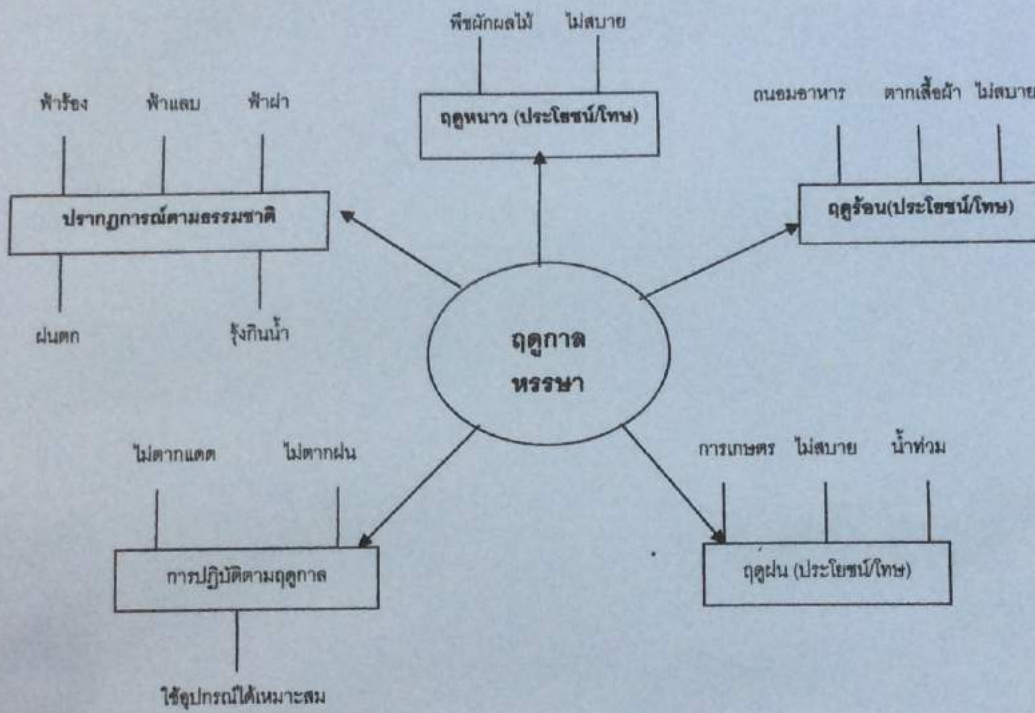 พืชผักผลไม้ ไม่สบาย
ฤดูหนาว (ประโยชน์/โทษ)
ฟ้าร้อง ฟ้าแลบ ฟ้าผ่า
ปรากฏการณ์ตามธรรมชาติ
ฝนตก รุ้งกินน้ำ
ถนอมอาหาร ตากเสื้อผ้า ไม่สบาย
ฤดูร้อน(ประโยชน์/โทษ)
ฤดูกาล
หรรษา
ไม่ตากแดด ไม่ตากฝน
การปฏิบัติตามฤดูกาล
ใช้อุปกรณ์ได้เหมาะสม
การเกษตร ไม่สบาย น้ำท่วม
ฤดูฝน (ประโยชน์/โทษ)